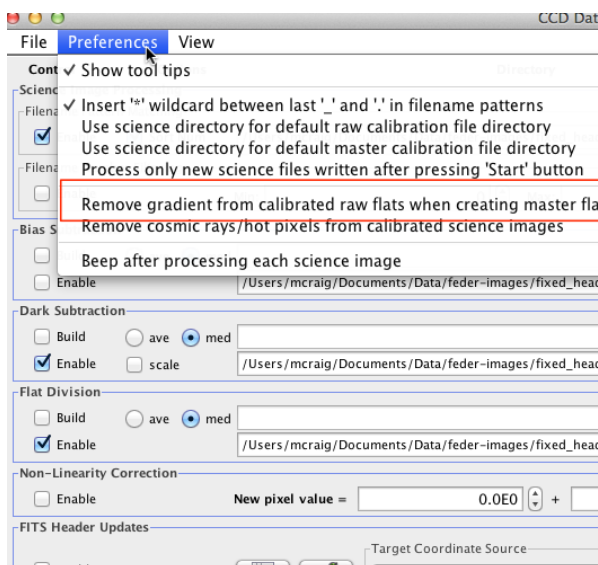 CCD Dat
File Preferences View
Cont
✓ Show tool tips
Directory
Scienc
✓ Insert '*' wildcard between last '_' and '.' in filename patterns
Filena
Use science directory for default raw calibration file directory
Use science directory for default master calibration file directory
Filena
Process only new science files written after pressing 'Start' button
Remove gradient from calibrated raw flats when creating master fla
Remove cosmic rays/hot pixels from calibrated science images
Bias S
Beep after processing each science image
Enable /Users/mcraig/Documents/Data/feder-images/fixed_head
Dark Subtraction
Build ave med
Enable scale /Users/mcraig/Documents/Data/feder-images/fixed_head
Flat Division
Build ave med
Enable /Users/mcraig/Documents/Data/feder-images/fixed_head
Non-Linearity Correction
Enable New pixel value = 0.0E0 +
FITS Header Updates
Target Coordinate Source